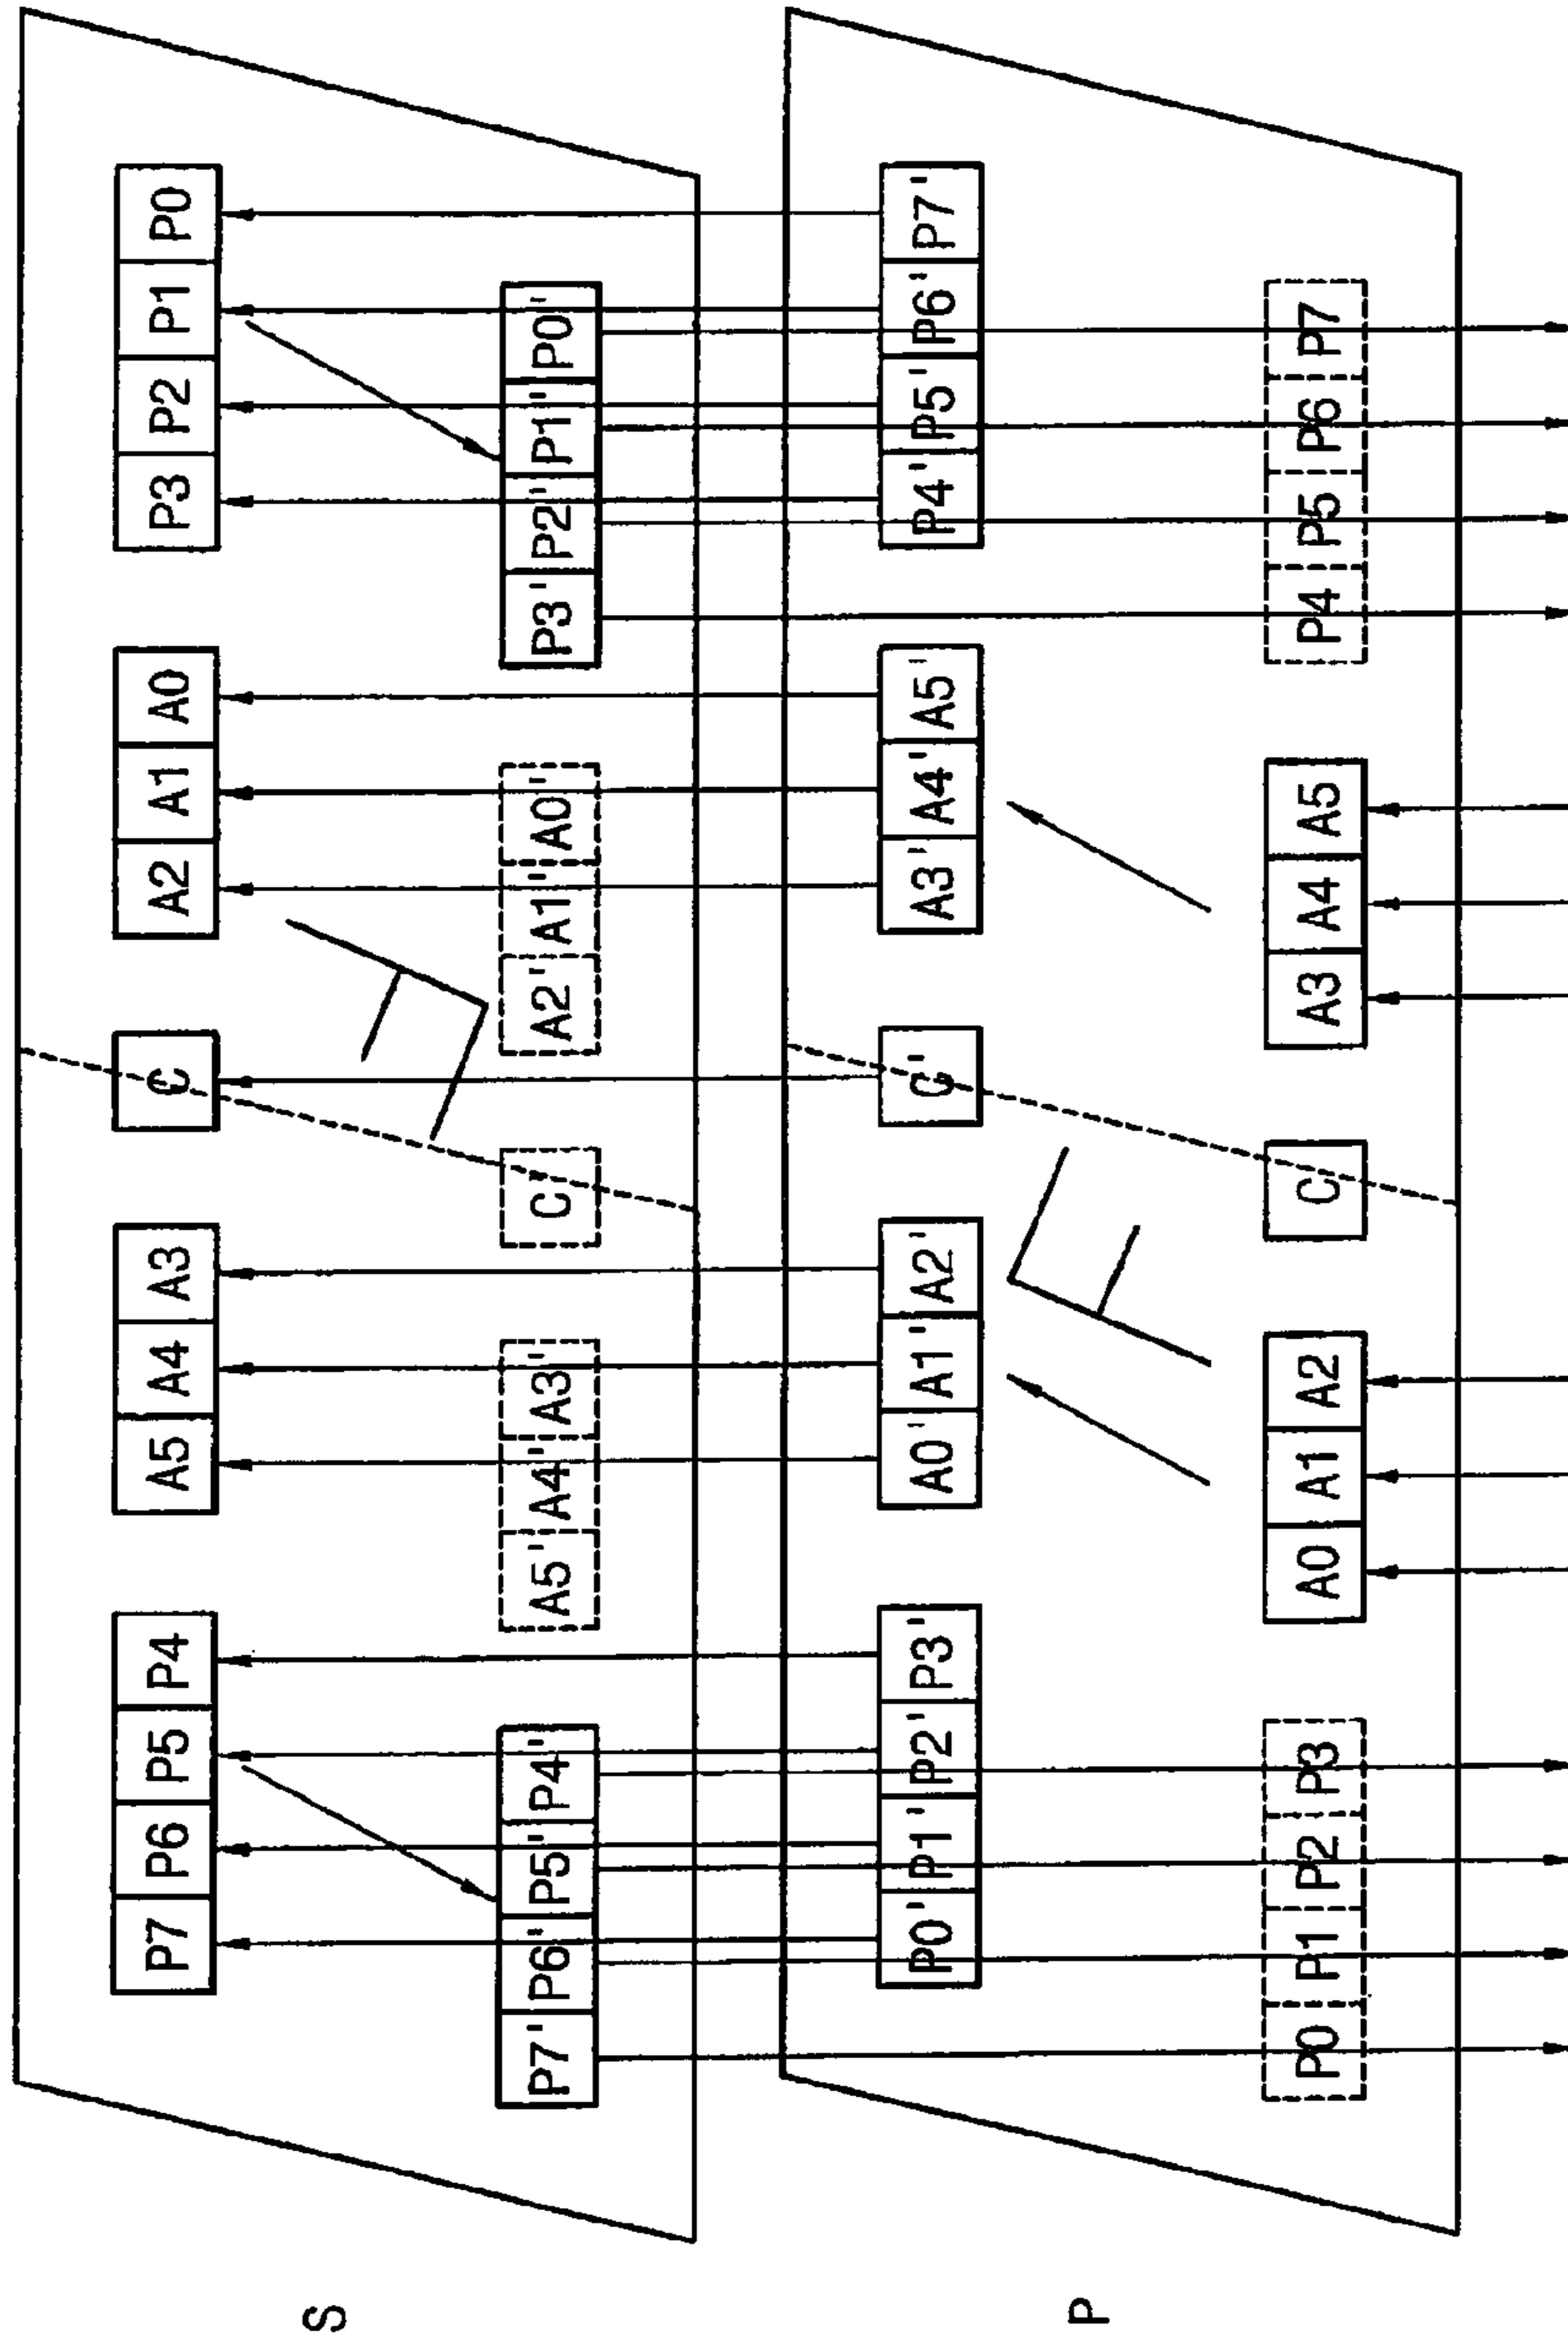 P7 P6 P5 P4 A5 A4 A3 C A2 A1 A0 P3 P2 P1 P0
S
P7' P6' P5' P4' A5' A4' A3' C' A2' A1' A0' P3' P2' P1' P0'
P0' P1' P2' P3' A0' A1' A2' C' A3' A4' A5' P4' P5' P6' P7'
P
P0 P1 P2 P3 A0 A1 A2 C A3 A4 A5 P4 P5 P6 P7